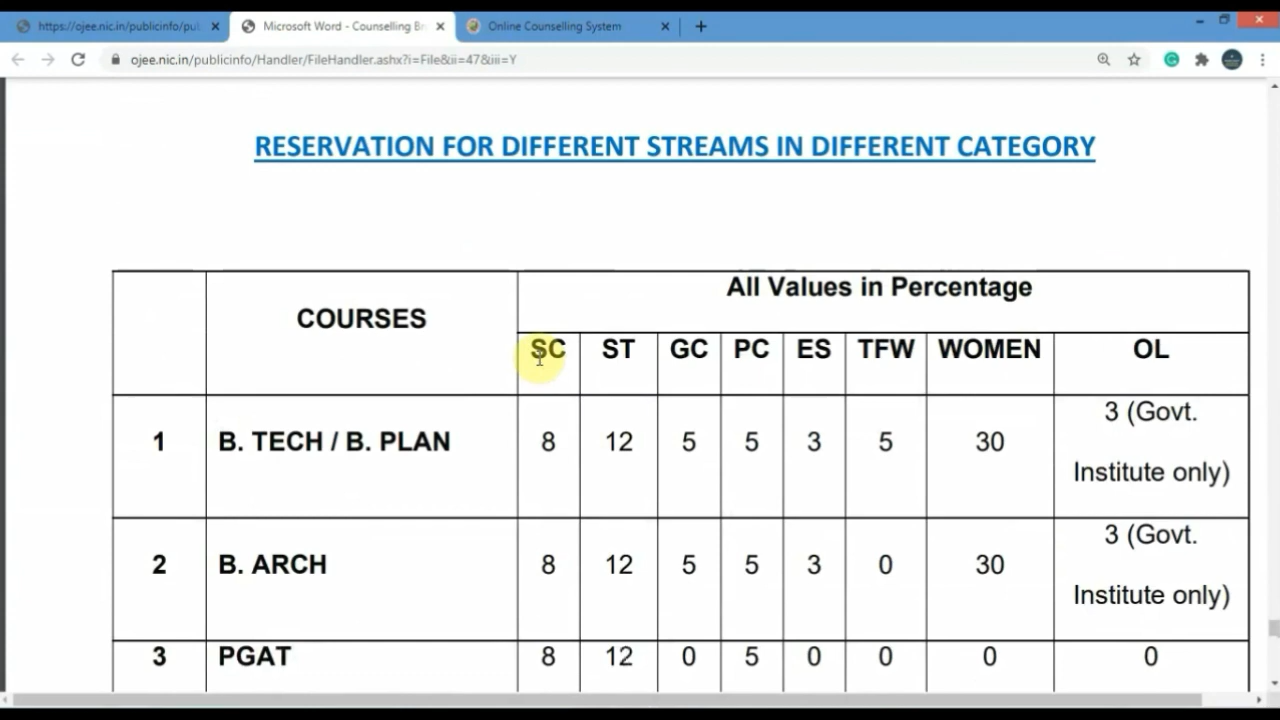 https://ojee.nic.in/publicinfo/pul
Microsoft Word - Counselling Br
Online Counselling System
ojee.nic.in/publicinfo/Handler/FileHandler.ashx?i=File&ii=47&iii=Y
RESERVATION FOR DIFFERENT STREAMS IN DIFFERENT CATEGORY
COURSES All Values in Percentage
SC ST GC PC ES TFW WOMEN OL
1 B. TECH / B. PLAN 8 12 5 5 3 5 30 3 (Govt.
Institute only)
2 B. ARCH 8 12 5 5 3 0 30 3 (Govt.
Institute only)
3 PGAT 8 12 0 5 0 0 0 0